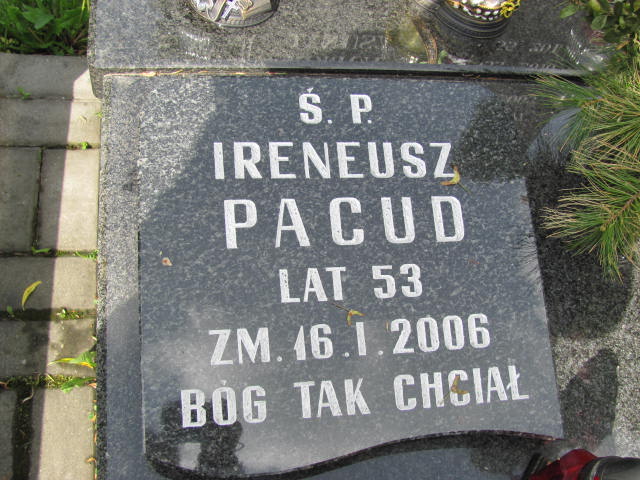 Ś. P.
IRENEUSZ
PACUD
LAT 53
ZM. 16. I. 2006
BÓG TAK CHCIAŁ